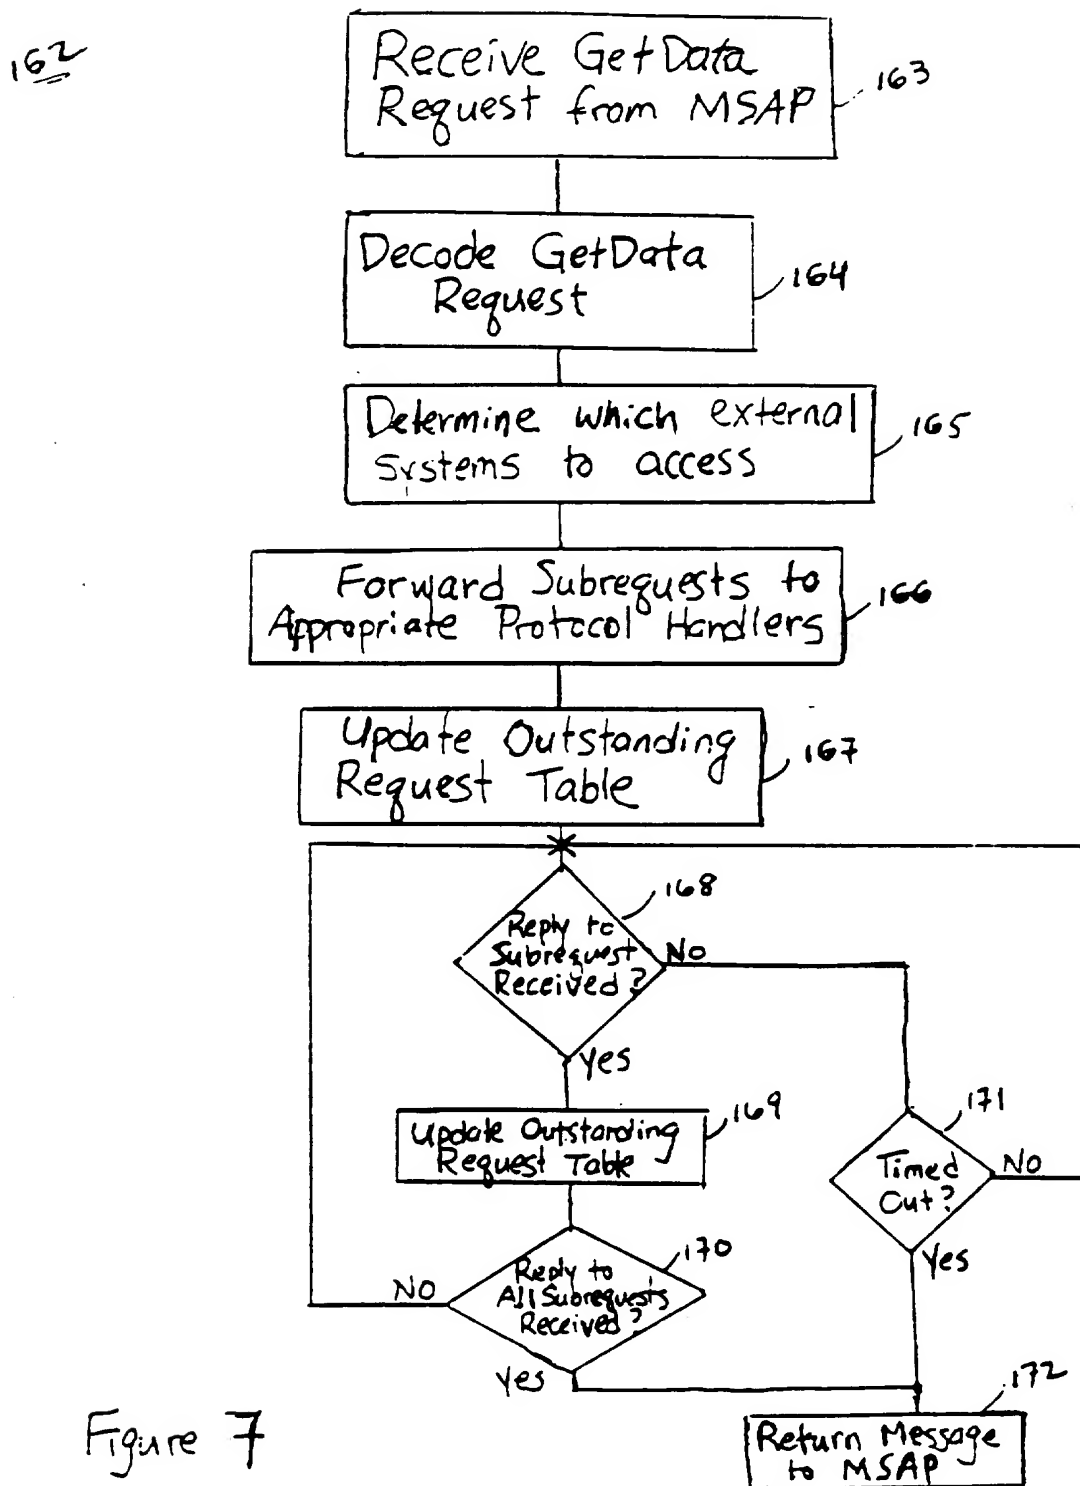 162
Receive GetData
Request from MSAP
163
Decode GetData
Request
164
Determine which external
systems to access
165
Forward Subrequests to
Appropriate Protocol Handlers
166
Update Outstanding
Request Table
167
168
Reply to
Subrequest
Received?
No
Yes
169
Update Outstanding
Request Table
171
Timed
Out?
No
Yes
170
Reply to
All Subrequests
Received?
No
Yes
172
Return Message
to MSAP
Figure 7